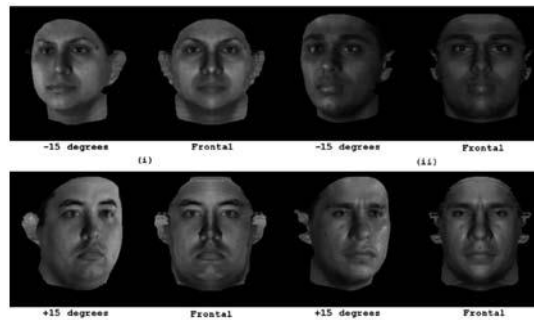 -15 degrees Frontal -15 degrees Frontal
(i) (ii)
+15 degrees Frontal +15 degrees Frontal